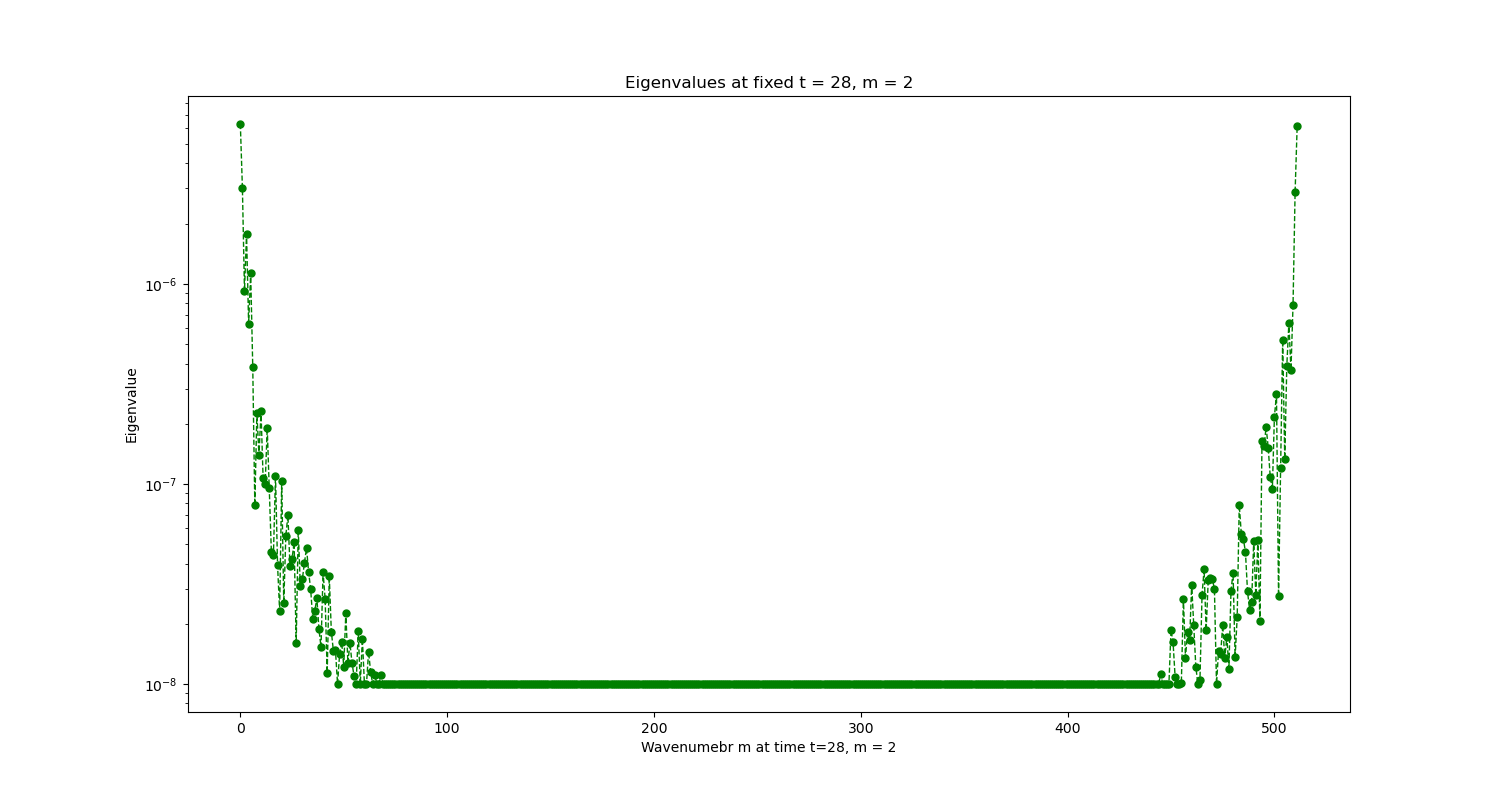 Eigenvalues at fixed t = 28, m = 2
Eigenvalue
10⁻⁶
10⁻⁷
10⁻⁸
0 100 200 300 400 500
Wavenumebr m at time t=28, m = 2